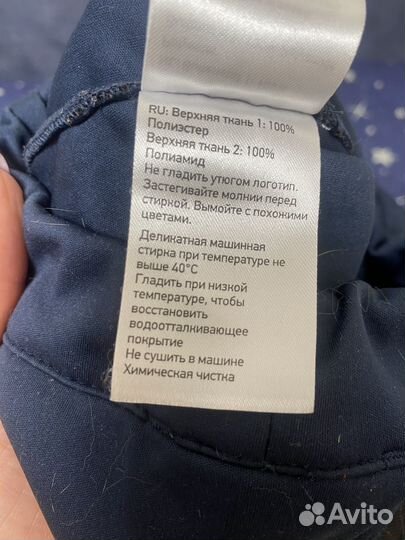 RU: Верхняя ткань 1: 100%
Полиэстер
Верхняя ткань 2: 100%
Полиамид
Не гладить утюгом логотип.
Застегивайте молнии перед
стиркой. Вымойте с похожими
цветами.
Деликатная машинная
стирка при температуре не
выше 40°C
Гладить при низкой
температуре, чтобы
восстановить
водоотталкивающее
покрытие
Не сушить в машине
Химическая чистка
Avito